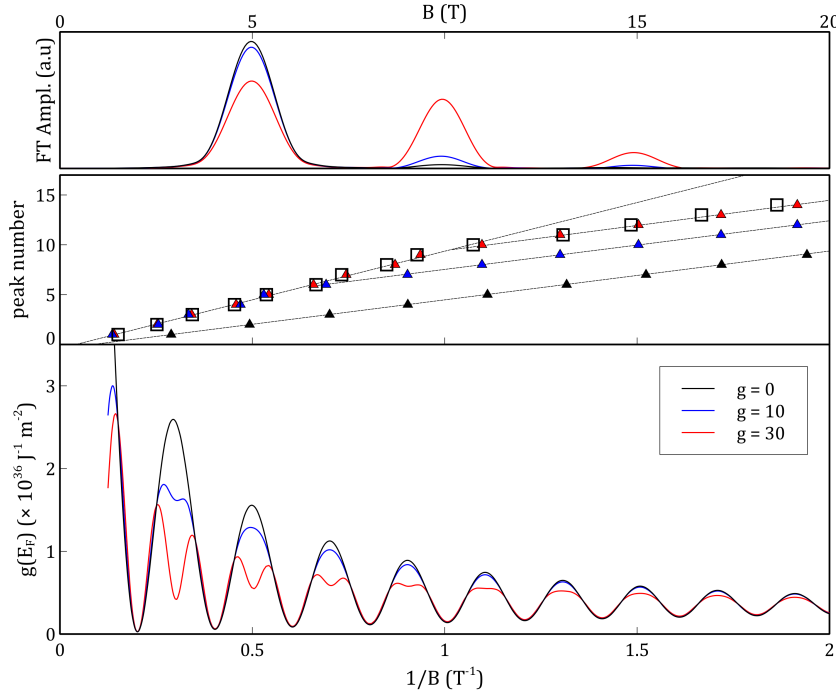 B (T)
0 5 10 15 20
FT Ampl. (a.u)
peak number
15
10
5
0
g(E_F) (× 10^36 J^-1 m^-2)
3
2
1
0
g = 0
g = 10
g = 30
0 0.5 1 1.5 2
1/B (T^-1)